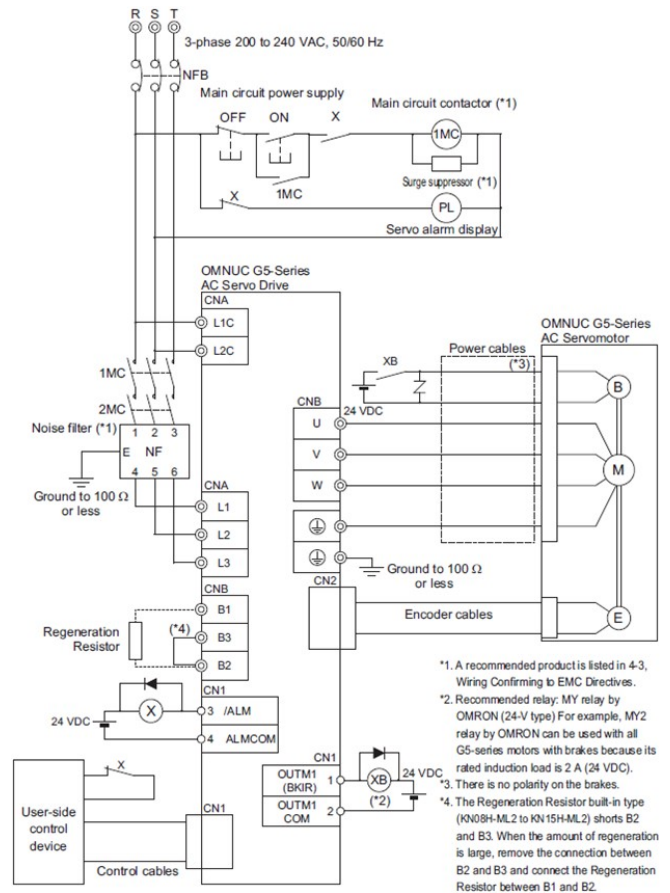 R S T
3-phase 200 to 240 VAC, 50/60 Hz
NFB
Main circuit power supply
Main circuit contactor (*1)
OFF ON X
1MC
1MC
Surge suppressor (*1)
X
PL
Servo alarm display
OMNUC G5-Series
AC Servo Drive
CNA
L1C
L2C
1MC
2MC
Noise filter (*1)
1 2 3
E NF
4 5 6
Ground to 100 Ω
or less
CNA
L1
L2
L3
CNB
B1
B3
B2
(*4)
Regeneration
Resistor
CN1
3 /ALM
4 ALMCOM
X
24 VDC
X
User-side
control
device
CN1
Control cables
OMNUC G5-Series
AC Servomotor
Power cables
(*3)
XB
24 VDC
B
CNB
U
V
W
M
Ground to 100 Ω
or less
CN2
Encoder cables
E
CN1
OUTM1
(BKIR)
1
OUTM1
COM
2
XB
(*2)
24 VDC
*1. A recommended product is listed in 4-3,
Wiring Confirming to EMC Directives.
*2. Recommended relay: MY relay by
OMRON (24-V type) For example, MY2
relay by OMRON can be used with all
G5-series motors with brakes because its
rated induction load is 2 A (24 VDC).
*3. There is no polarity on the brakes.
*4. The Regeneration Resistor built-in type
(KN08H-ML2 to KN15H-ML2) shorts B2
and B3. When the amount of regeneration
is large, remove the connection between
B2 and B3 and connect the Regeneration
Resistor between B1 and B2.